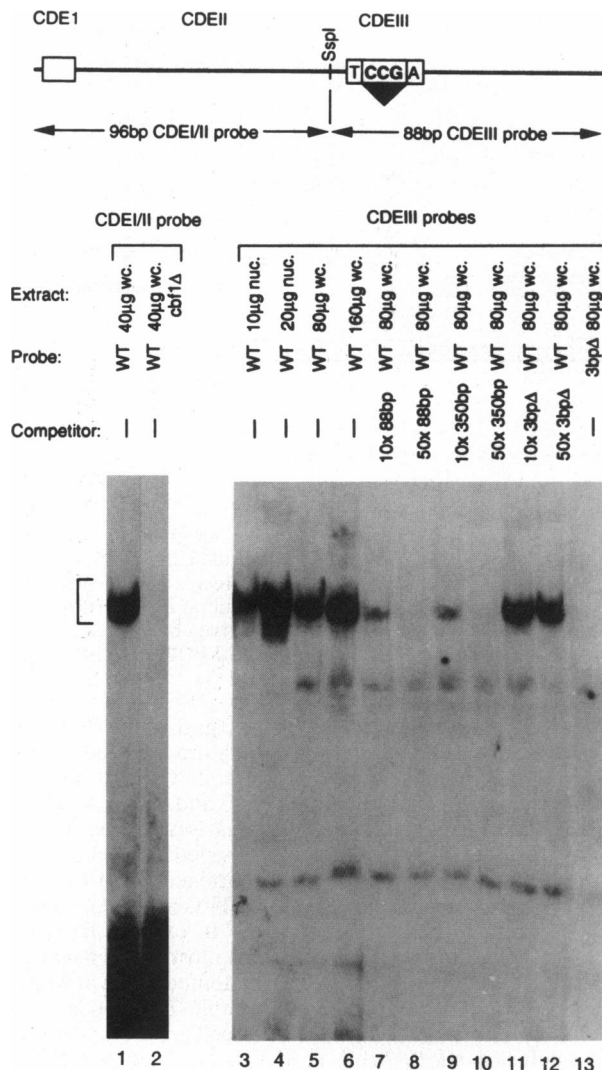 CDE1 CDEII SspI CDEIII
T CCG A
96bp CDEI/II probe 88bp CDEIII probe
CDEI/II probe CDEIII probes
Extract: 40µg wc. 40µg wc. cbf1Δ 10µg nuc. 20µg nuc. 80µg wc. 160µg wc. 80µg wc. 80µg wc. 80µg wc. 80µg wc. 80µg wc. 80µg wc. 80µg wc.
Probe: WT WT WT WT WT WT WT WT WT WT WT WT 3bpΔ
Competitor: – – – – – – 10x 88bp 50x 88bp 10x 350bp 50x 350bp 10x 3bpΔ 50x 3bpΔ –
1 2 3 4 5 6 7 8 9 10 11 12 13